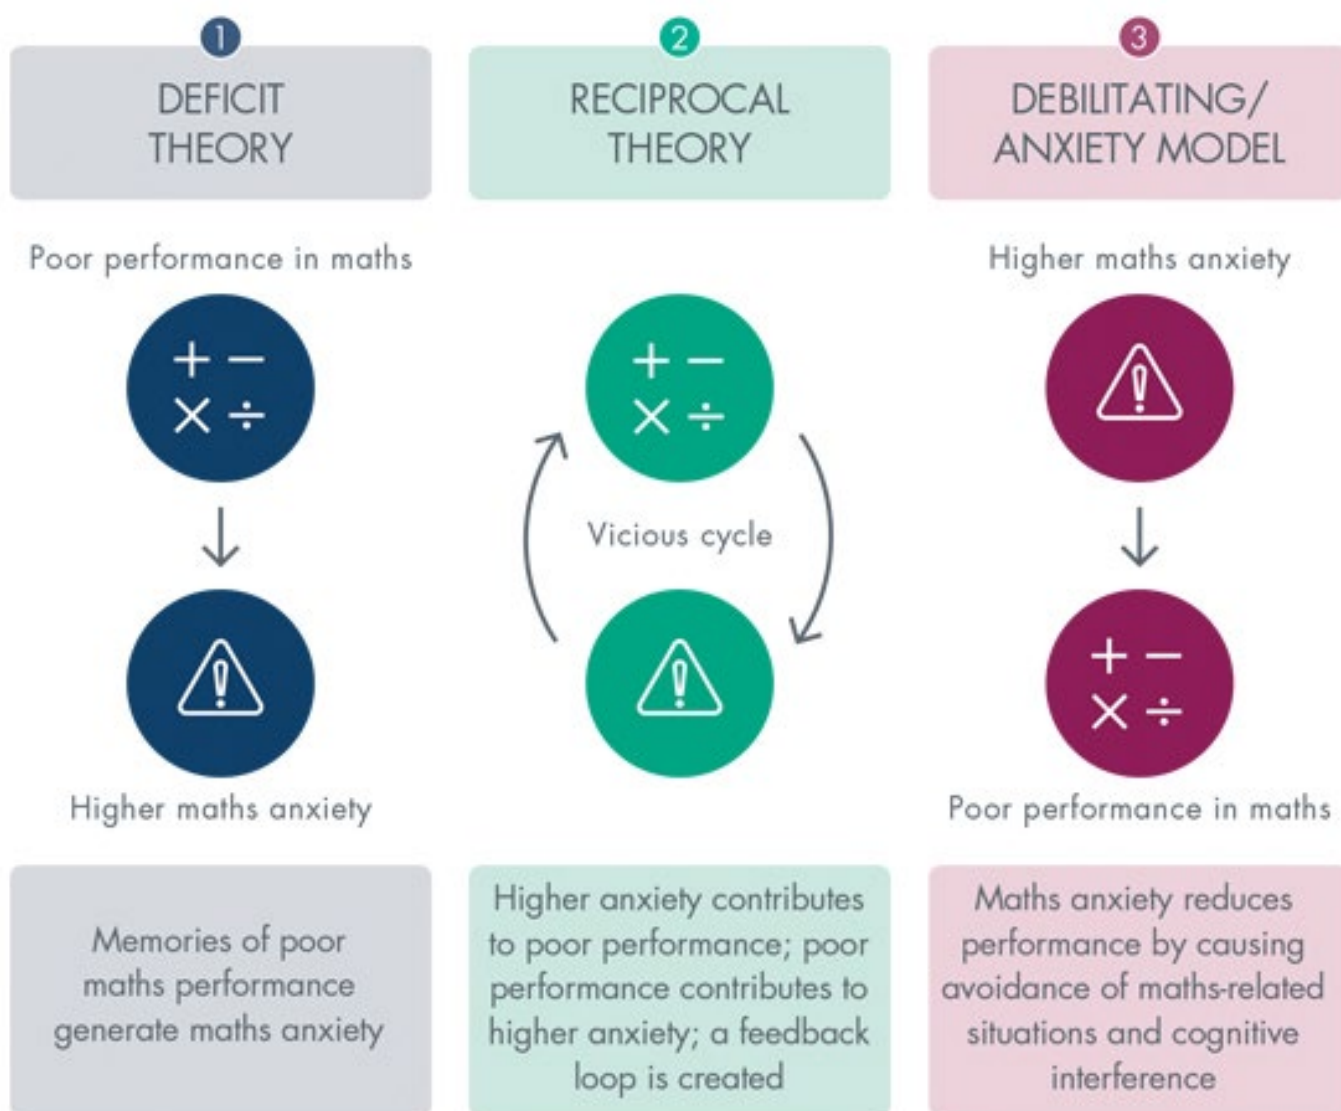 1
DEFICIT
THEORY
Poor performance in maths
+ −
× ÷
Higher maths anxiety
Memories of poor
maths performance
generate maths anxiety
2
RECIPROCAL
THEORY
+ −
× ÷
Vicious cycle
Higher anxiety contributes
to poor performance; poor
performance contributes to
higher anxiety; a feedback
loop is created
3
DEBILITATING/
ANXIETY MODEL
Higher maths anxiety
+ −
× ÷
Poor performance in maths
Maths anxiety reduces
performance by causing
avoidance of maths-related
situations and cognitive
interference